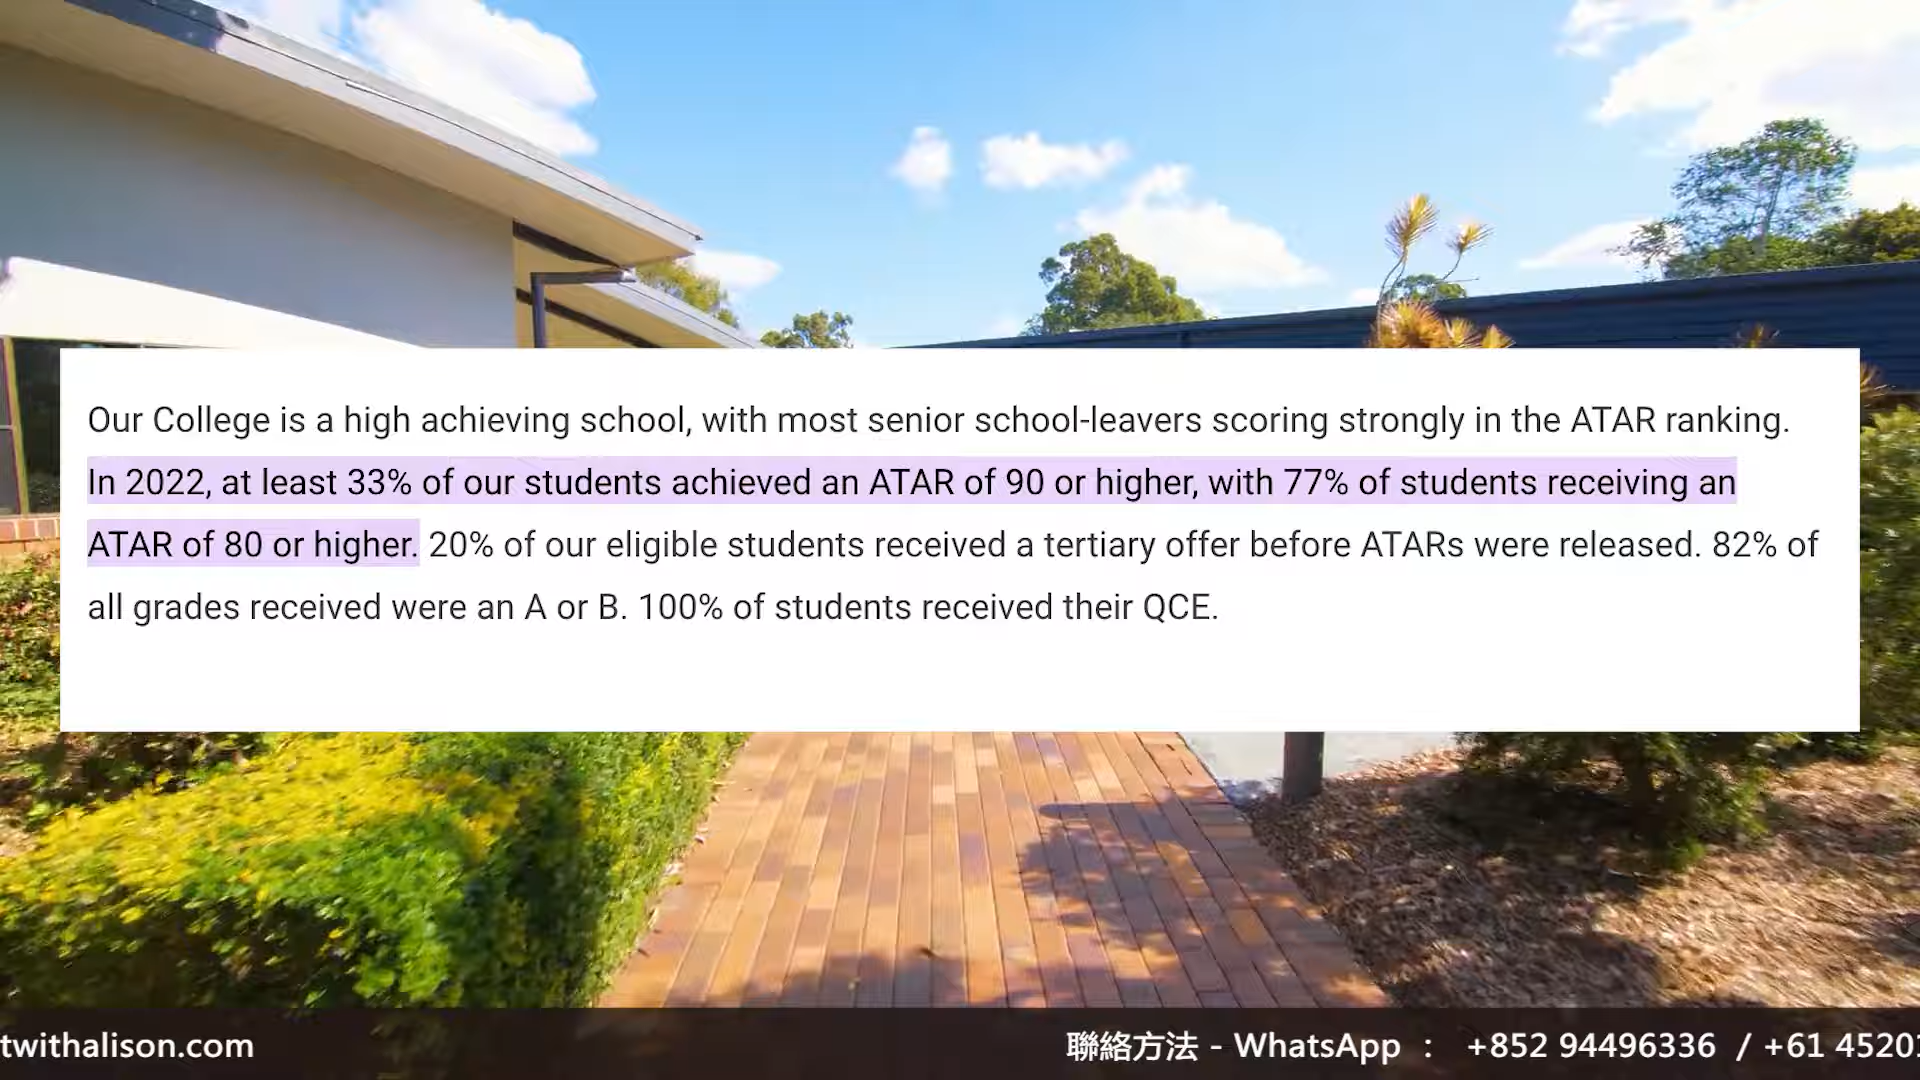 Our College is a high achieving school, with most senior school-leavers scoring strongly in the ATAR ranking.
In 2022, at least 33% of our students achieved an ATAR of 90 or higher, with 77% of students receiving an
ATAR of 80 or higher. 20% of our eligible students received a tertiary offer before ATARs were released. 82% of
all grades received were an A or B. 100% of students received their QCE.
twithalison.com 聯絡方法 - WhatsApp : +852 94496336 / +61 4520